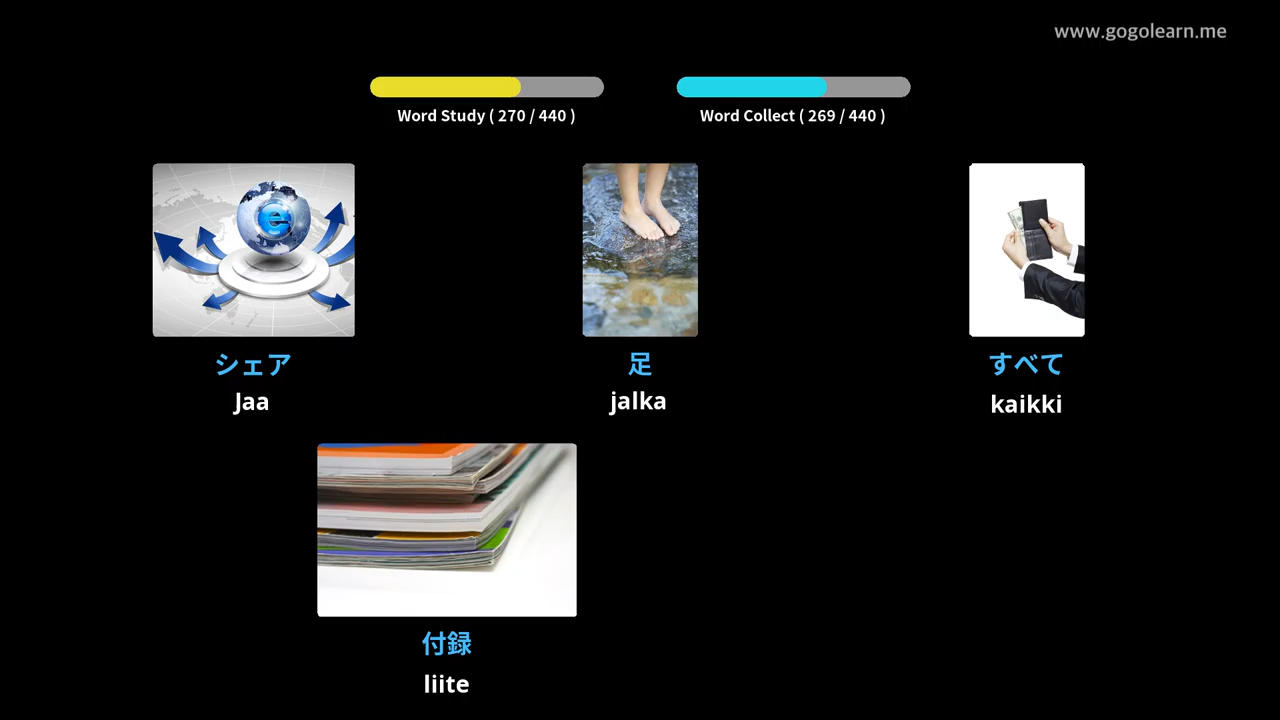 www.gogolearn.me
Word Study ( 270 / 440 )
Word Collect ( 269 / 440 )
シェア
Jaa
足
jalka
すべて
kaikki
付録
liite